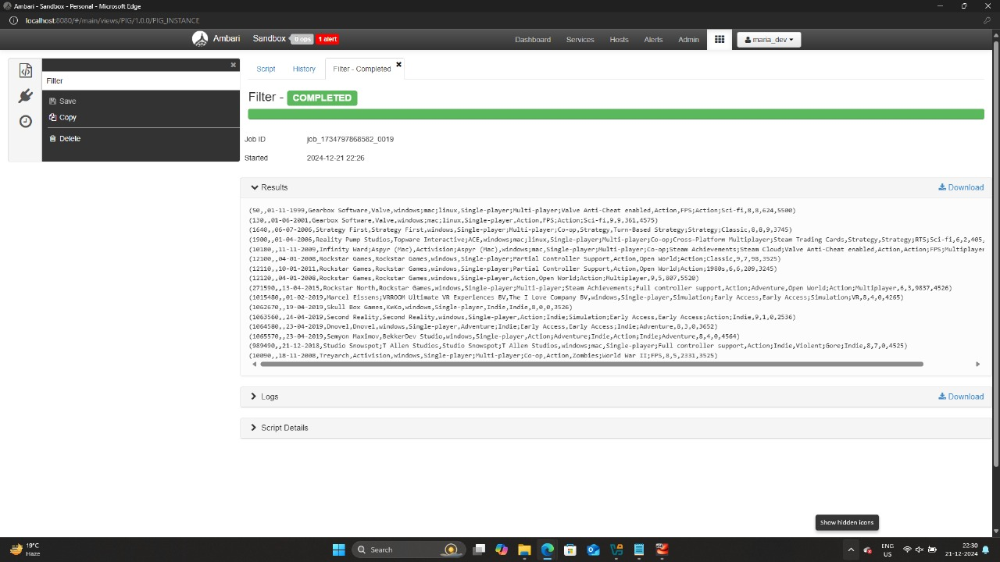 Ambari - Sandbox - Personal - Microsoft Edge
localhost:8080/#/main/views/PIG/1.0.0/PIG_INSTANCE
Ambari Sandbox 0 ops 1 alert Dashboard Services Hosts Alerts Admin maria_dev
Script History Filter - Completed
Filter
Save
Copy
Delete
Filter - COMPLETED
Job ID job_1734797868582_0019
Started 2024-12-21 22:26
Results Download
(50,,01-11-1999,Gearbox Software,Valve,windows;mac;linux,Single-player;Multi-player;Valve Anti-Cheat enabled,Action,FPS;Action;Sci-fi,8,8,624,5500)
(130,,01-06-2001,Gearbox Software,Valve,windows;mac;linux,Single-player,Action,FPS;Action;Sci-fi,9,9,361,4575)
(1640,,06-07-2006,Strategy First,Strategy First,windows,Single-player;Multi-player;Co-op,Strategy,Turn-Based Strategy;Strategy;Classic,8,8,9,3745)
(1900,,01-04-2006,Reality Pump Studios,Topware Interactive;ACE,windows;mac;linux,Single-player;Multi-player;Co-op;Cross-Platform Multiplayer;Steam Trading Cards,Strategy,Strategy;RTS;Sci-fi,6,2,405,
(10180,,11-11-2009,Infinity Ward;Aspyr (Mac),Activision;Aspyr (Mac),windows;mac,Single-player;Multi-player;Co-op;Steam Achievements;Steam Cloud;Valve Anti-Cheat enabled,Action,Action;FPS;Multiplayer
(12100,,04-01-2008,Rockstar Games,Rockstar Games,windows,Single-player;Partial Controller Support,Action,Open World;Action;Classic,9,7,98,3525)
(12110,,10-01-2011,Rockstar Games,Rockstar Games,windows,Single-player;Partial Controller Support,Action,Open World;Action;1980s,6,6,209,3245)
(12120,,04-01-2008,Rockstar Games,Rockstar Games,windows,Single-player,Action,Open World;Action;Multiplayer,9,5,807,5520)
(271590,,13-04-2015,Rockstar North,Rockstar Games,windows,Single-player;Multi-player;Steam Achievements;Full controller support,Action;Adventure,Open World;Action;Multiplayer,6,3,9837,4526)
(1015480,,01-02-2019,Marcel Eissens;VRROOM Ultimate VR Experiences BV,The I Love Company BV,windows,Single-player,Simulation;Early Access,Early Access;Simulation;VR,8,4,0,4265)
(1062670,,19-04-2019,Skull Box Games,KwKo,windows,Single-player,Indie,Indie,8,0,0,3526)
(1063560,,24-04-2019,Second Reality,Second Reality,windows,Single-player,Action;Indie;Simulation;Early Access,Early Access;Action;Indie,9,1,0,2536)
(1064580,,23-04-2019,Dnovel,Dnovel,windows,Single-player,Adventure;Indie;Early Access,Early Access;Indie;Adventure,8,3,0,3652)
(1065570,,23-04-2019,Semyon Maximov,BekkerDev Studio,windows,Single-player,Action;Adventure;Indie,Action;Indie;Adventure,8,4,0,4564)
(989490,,21-12-2018,Studio Snowspot;T Allen Studios,Studio Snowspot;T Allen Studios,windows;mac,Single-player;Full controller support,Action;Indie,Violent;Gore;Indie,8,7,0,4525)
(10090,,18-11-2008,Treyarch,Activision,windows,Single-player;Multi-player;Co-op,Action,Zombies;World War II;FPS,8,5,2331,3525)
Logs Download
Script Details
Show hidden icons
19°C
Haze
Search
ENG
US
22:30
21-12-2024